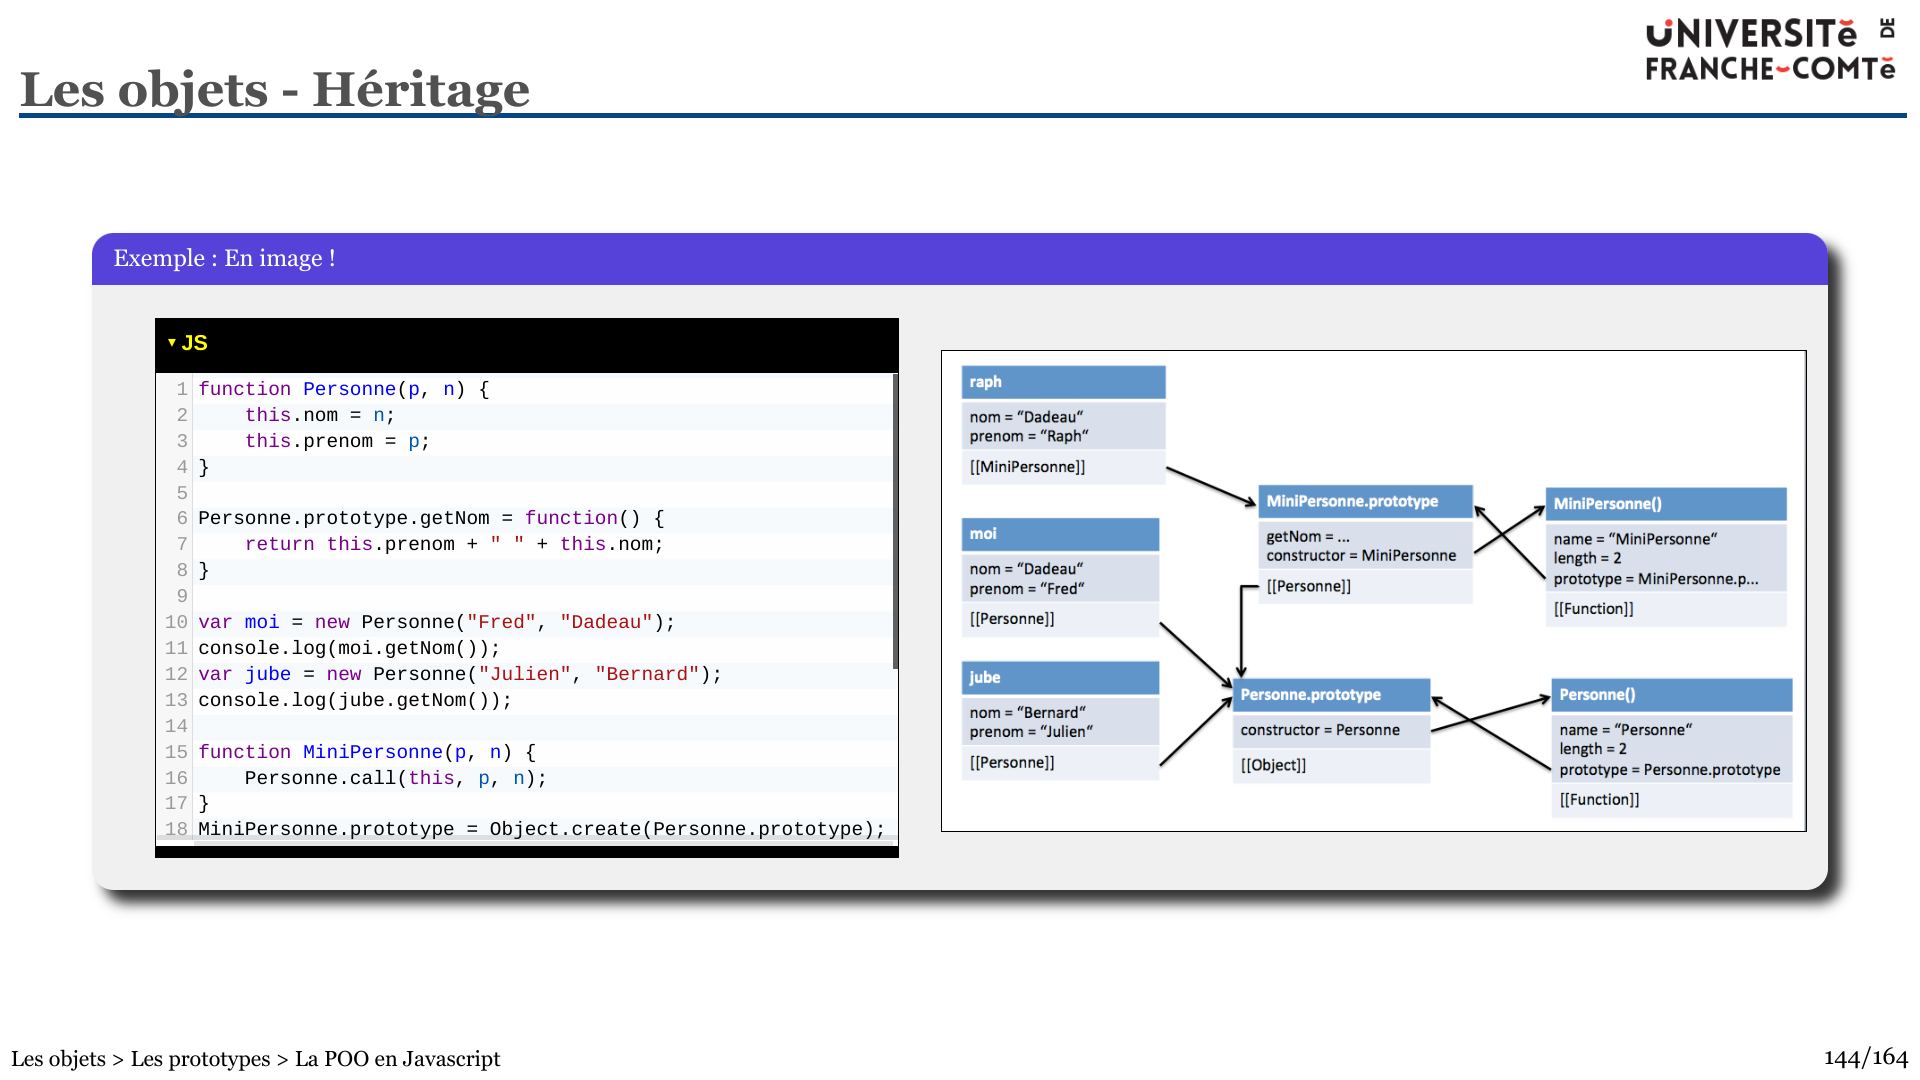 UNIVERSITé DE
FRANCHE-COMTé
Les objets - Héritage
Exemple : En image !
▾ JS
1 function Personne(p, n) {
2     this.nom = n;
3     this.prenom = p;
4 }
5
6 Personne.prototype.getNom = function() {
7     return this.prenom + " " + this.nom;
8 }
9
10 var moi = new Personne("Fred", "Dadeau");
11 console.log(moi.getNom());
12 var jube = new Personne("Julien", "Bernard");
13 console.log(jube.getNom());
14
15 function MiniPersonne(p, n) {
16     Personne.call(this, p, n);
17 }
18 MiniPersonne.prototype = Object.create(Personne.prototype);
raph
nom = “Dadeau“
prenom = “Raph“
[[MiniPersonne]]
moi
nom = “Dadeau“
prenom = “Fred“
[[Personne]]
jube
nom = “Bernard“
prenom = “Julien“
[[Personne]]
MiniPersonne.prototype
getNom = ...
constructor = MiniPersonne
[[Personne]]
MiniPersonne()
name = “MiniPersonne“
length = 2
prototype = MiniPersonne.p...
[[Function]]
Personne.prototype
constructor = Personne
[[Object]]
Personne()
name = “Personne“
length = 2
prototype = Personne.prototype
[[Function]]
Les objets > Les prototypes > La POO en Javascript
144/164